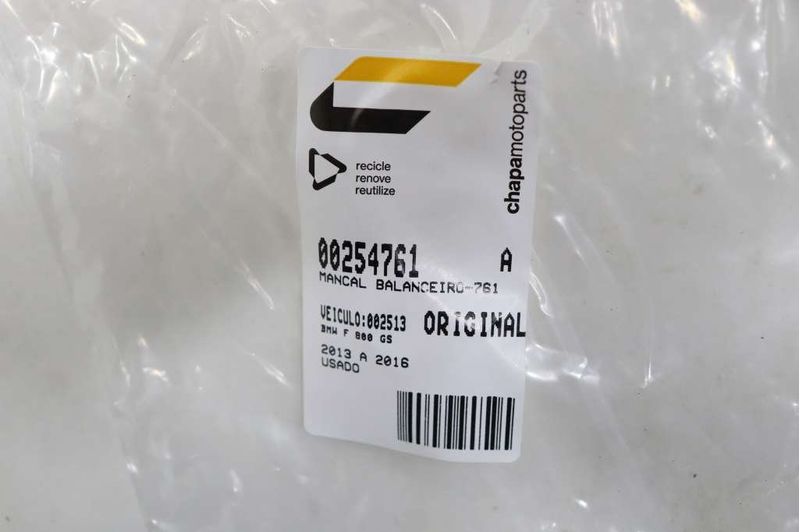 chapamotoparts
recicle
renove
reutilize
00254761 A
MANCAL BALANCEIRO-761
VEICULO:002513 ORIGINAL
BMW F 800 GS
2013 A 2016
USADO